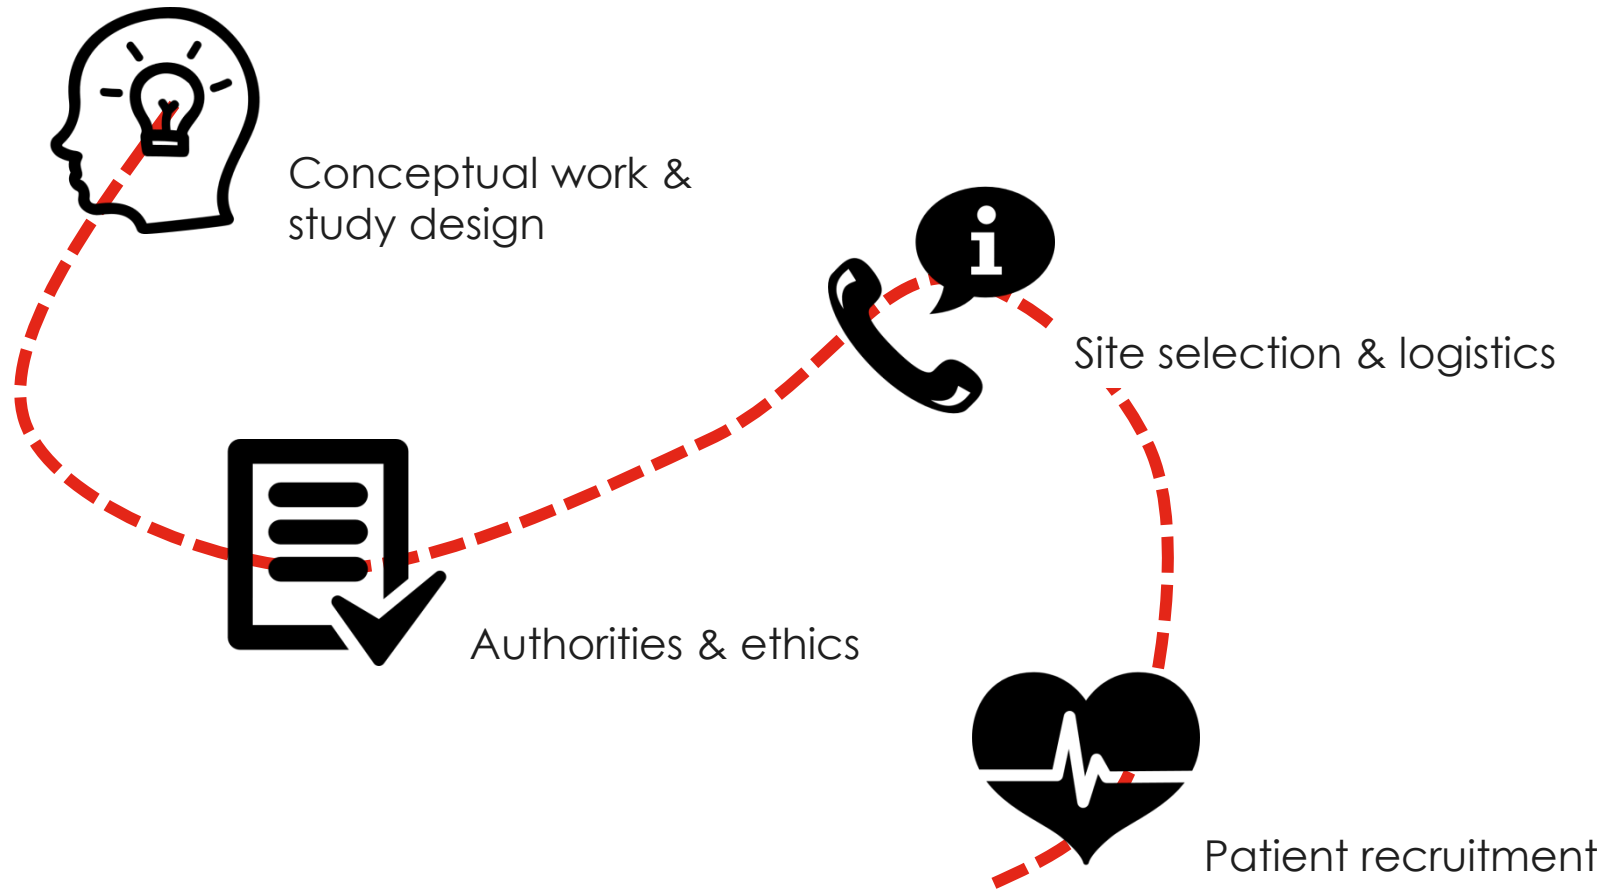 Conceptual work &
study design
i
Site selection & logistics
Authorities & ethics
Patient recruitment